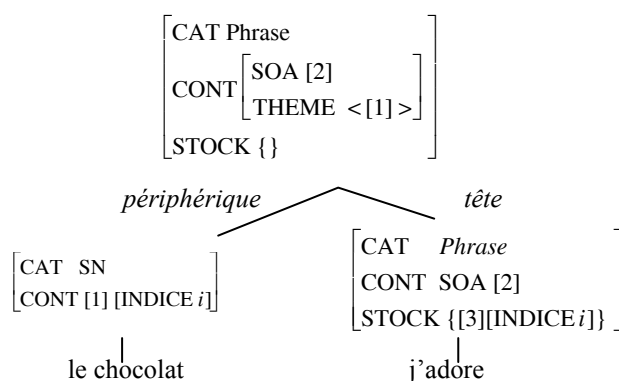 CAT Phrase
CONT [SOA [2]
THEME < [1] >]
STOCK { }
périphérique tête
CAT SN
CONT [1] [INDICE i]
CAT Phrase
CONT SOA [2]
STOCK {[3][INDICE i]}
le chocolat j’adore